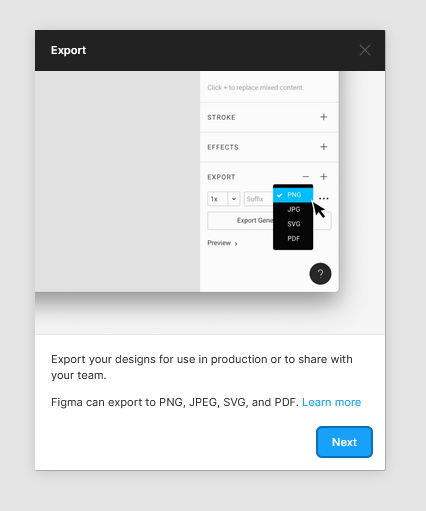 Export
Click + to replace mixed content.
STROKE
EFFECTS
EXPORT
PNG
1x
Suffix
JPG
Export Gene
SVG
PDF
Preview
?
Export your designs for use in production or to share with
your team.
Figma can export to PNG, JPEG, SVG, and PDF. Learn more
Next